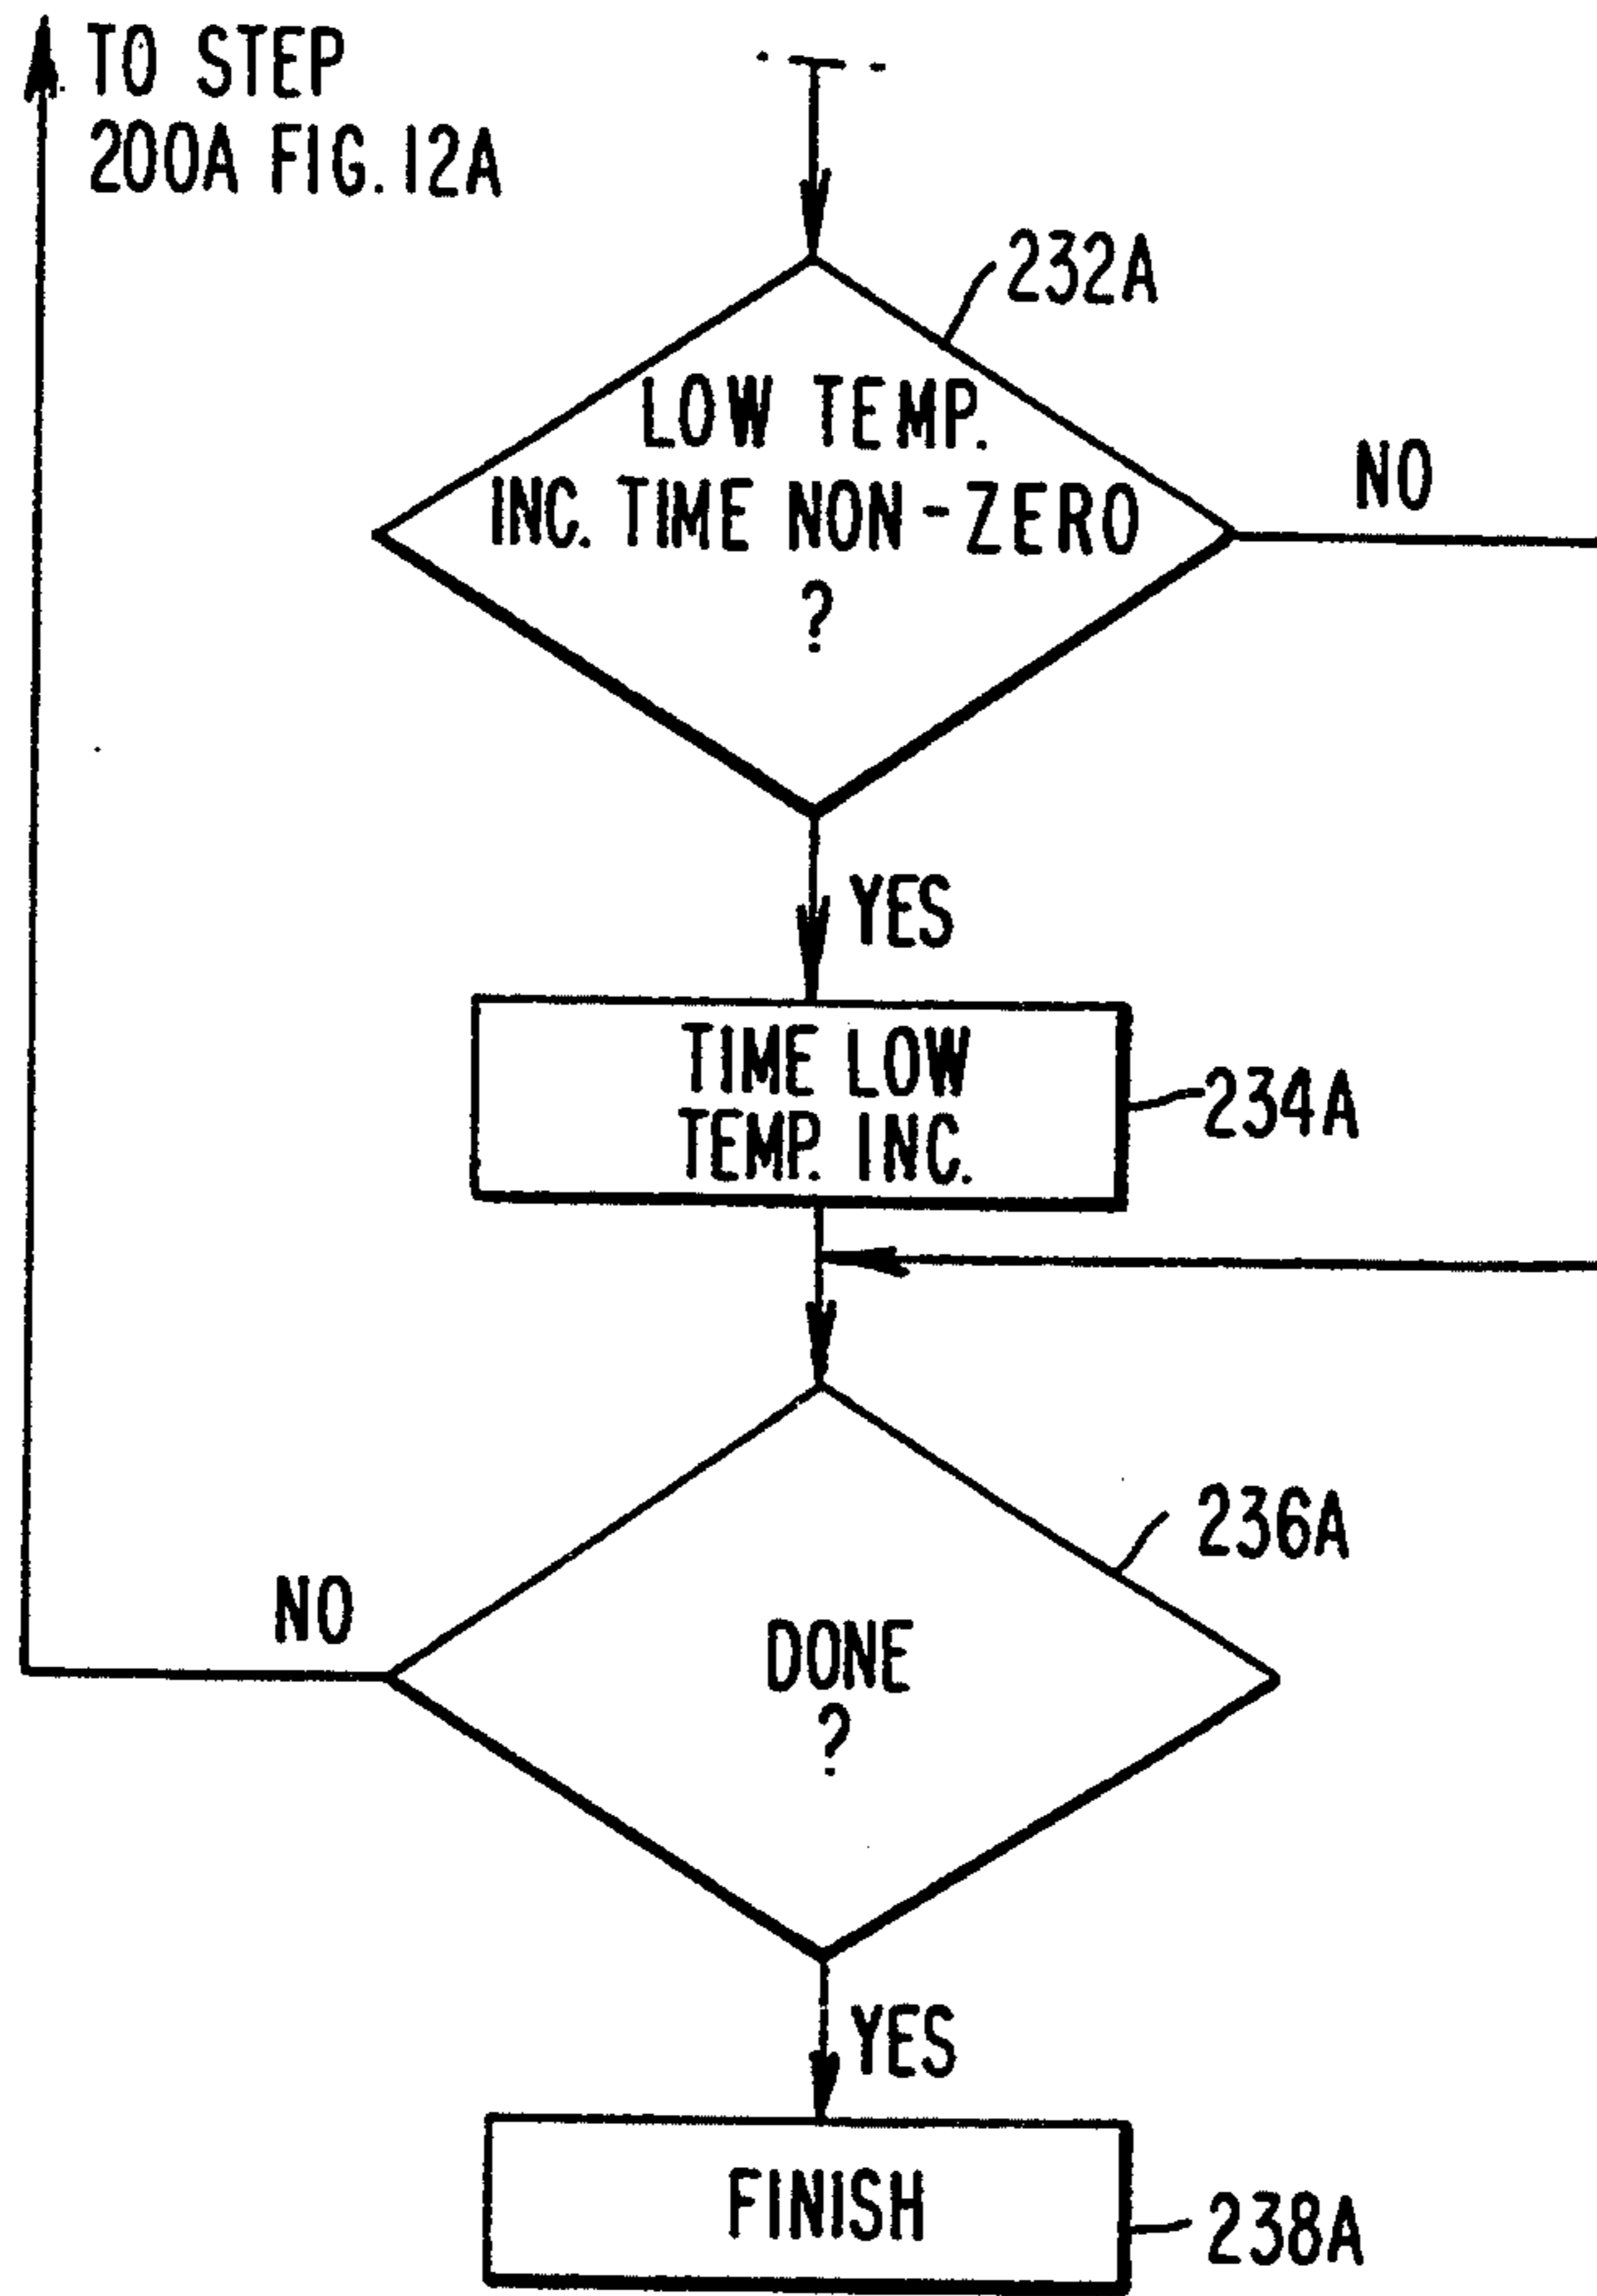 TO STEP
200A FIG. 12A
232A
LOW TEMP.
INC. TIME NON-ZERO
?
NO
YES
TIME LOW
TEMP. INC.
234A
236A
NO
DONE
?
YES
FINISH
238A